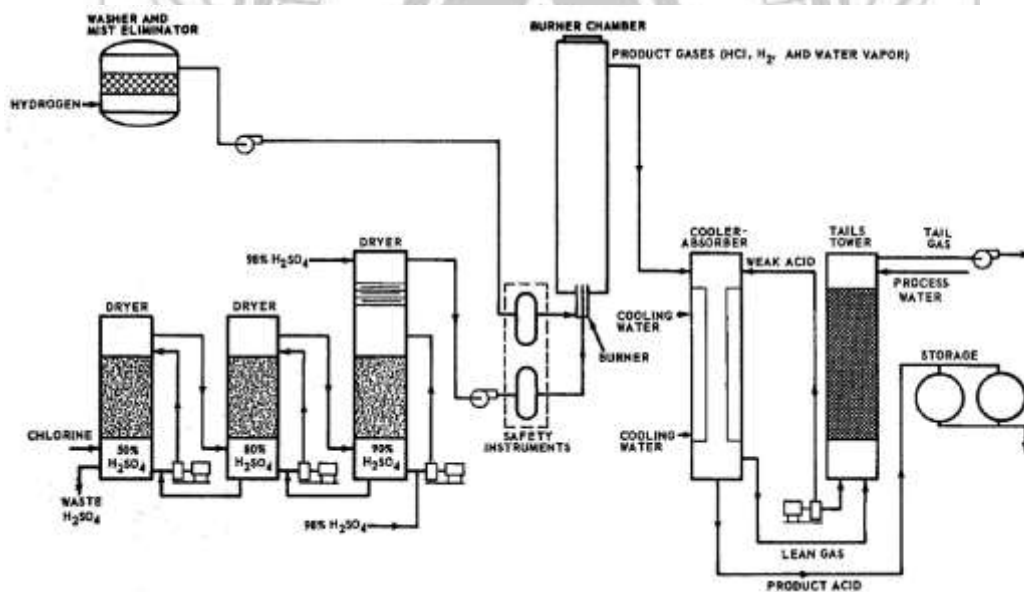 WASHER AND
MIST ELIMINATOR
HYDROGEN
BURNER CHAMBER
PRODUCT GASES (HCl, H2, AND WATER VAPOR)
DRYER
98% H2SO4
DRYER
DRYER
COOLER-
ABSORBER
WEAK ACID
TAILS
TOWER
TAIL
GAS
PROCESS
WATER
COOLING
WATER
BURNER
STORAGE
SAFETY
INSTRUMENTS
CHLORINE
50%
H2SO4
80%
H2SO4
90%
H2SO4
COOLING
WATER
WASTE
H2SO4
98% H2SO4
LEAN GAS
PRODUCT ACID